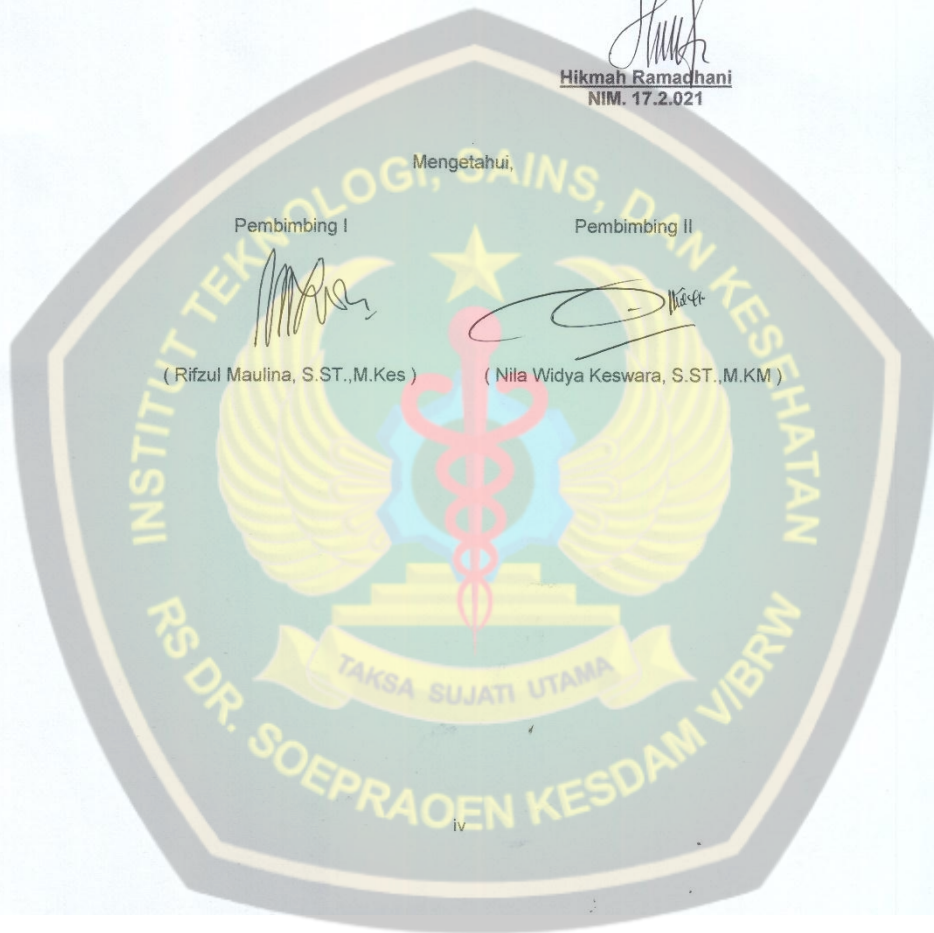 Hikmah Ramadhani
NIM. 17.2.021
Mengetahui,
Pembimbing I Pembimbing II
( Rifzul Maulina, S.ST.,M.Kes ) ( Nila Widya Keswara, S.ST.,M.KM )
INSTITUT TEKNOLOGI, SAINS, DAN KESEHATAN
TAKSA SUJATI UTAMA
RS DR. SOEPRAOEN KESDAM V/BRW
iv